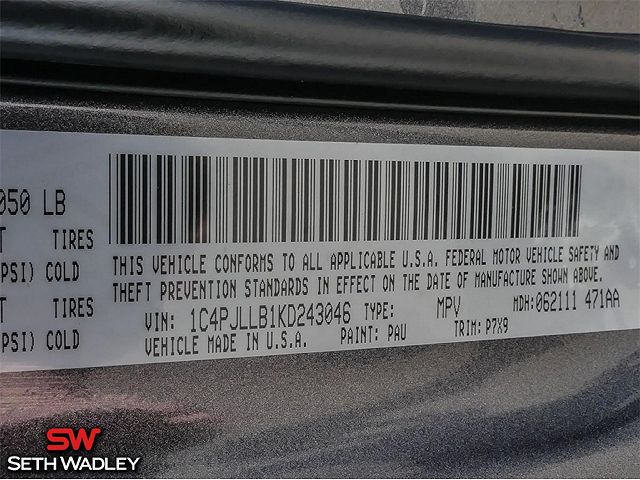 050 LB
T TIRES
PSI) COLD
T TIRES
PSI) COLD
THIS VEHICLE CONFORMS TO ALL APPLICABLE U.S.A. FEDERAL MOTOR VEHICLE SAFETY AND
THEFT PREVENTION STANDARDS IN EFFECT ON THE DATE OF MANUFACTURE SHOWN ABOVE.
VIN: 1C4PJLLB1KD243046 TYPE: MPV MDH:062111 471AA
VEHICLE MADE IN U.S.A. PAINT: PAU TRIM: P7X9
SW
SETH WADLEY